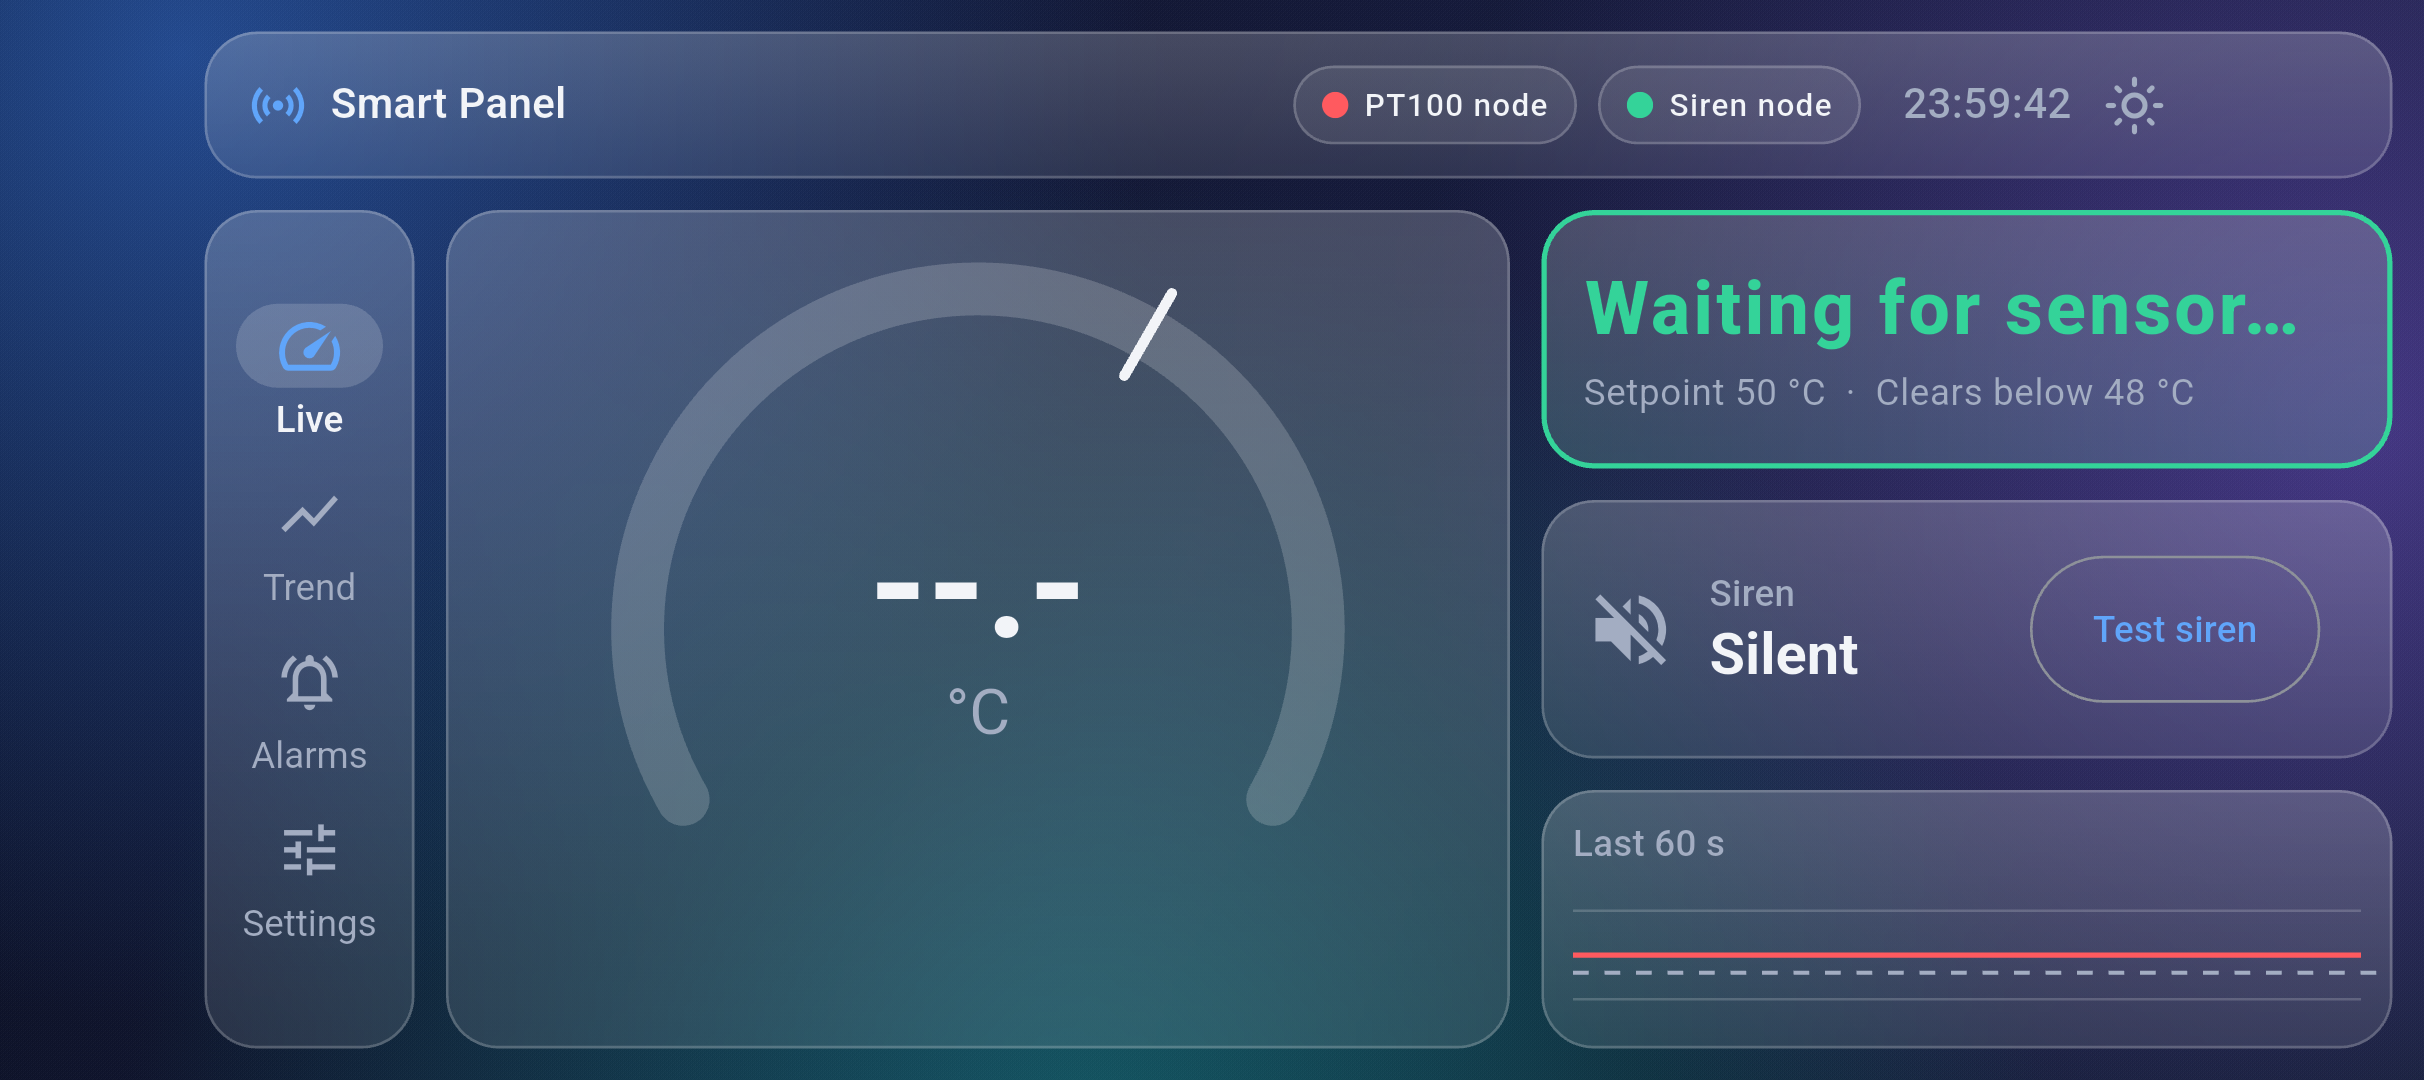 Smart Panel
PT100 node
Siren node
23:59:42
Live
Trend
Alarms
Settings
--.-
°C
Waiting for sensor…
Setpoint 50 °C · Clears below 48 °C
Siren
Silent
Test siren
Last 60 s